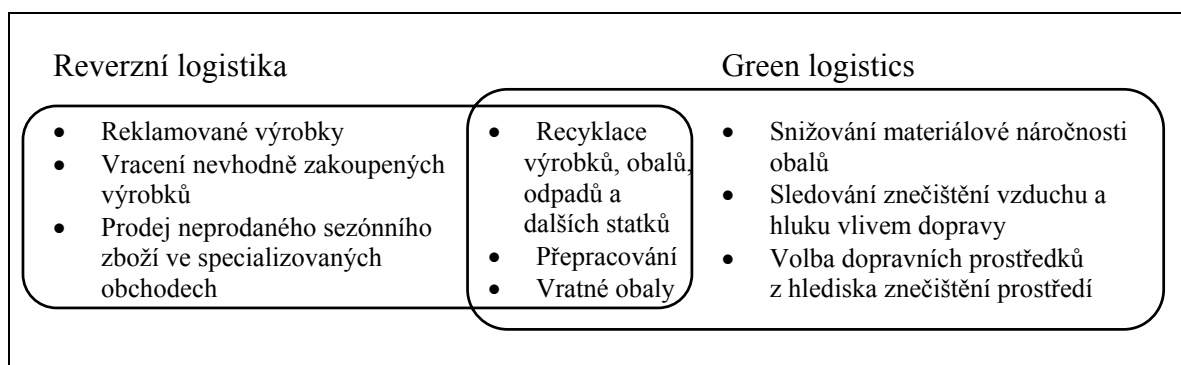 Reverzní logistika
Green logistics
• Reklamované výrobky
• Vracení nevhodně zakoupených
výrobků
• Prodej neprodaného sezónního
zboží ve specializovaných
obchodech
• Recyklace
výrobků, obalů,
odpadů a
dalších statků
• Přepracování
• Vratné obaly
• Snižování materiálové náročnosti
obalů
• Sledování znečištění vzduchu a
hluku vlivem dopravy
• Volba dopravních prostředků
z hlediska znečištění prostředí